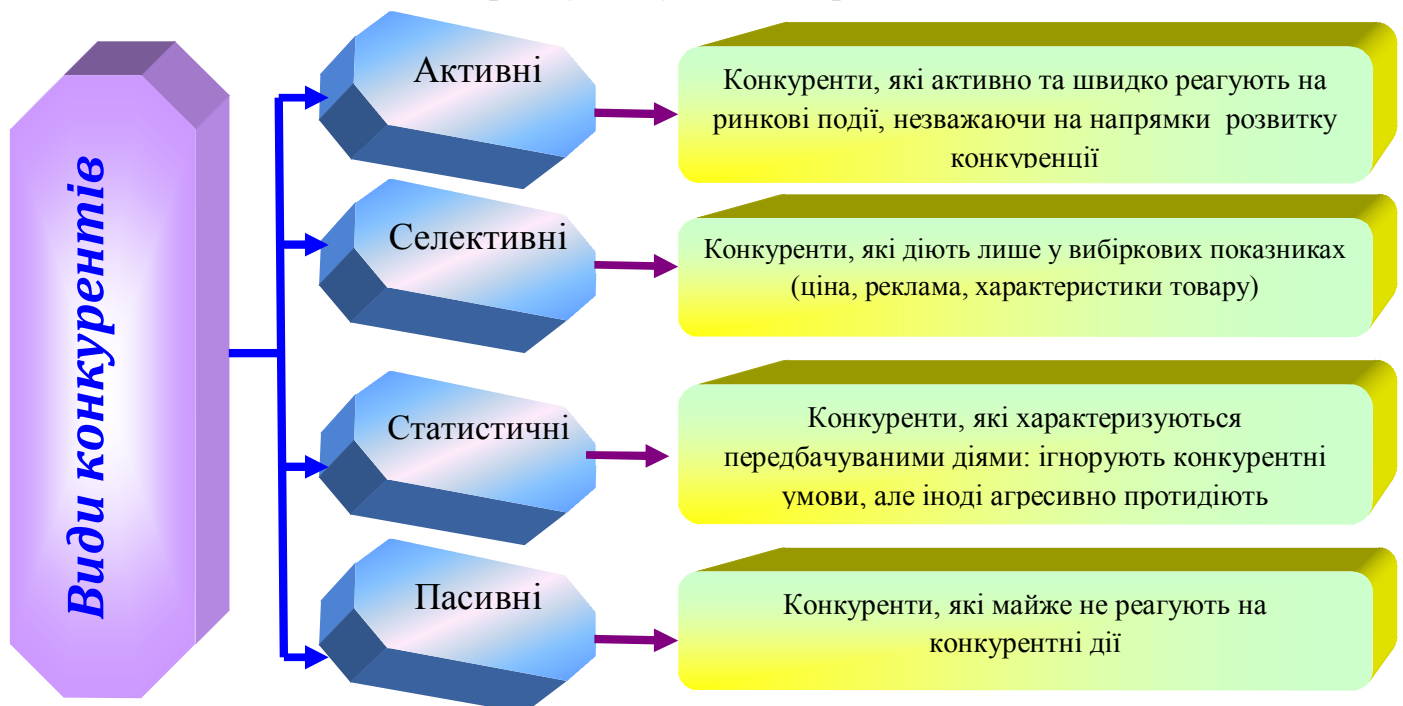 Види конкурентів
Активні
Конкуренти, які активно та швидко реагують на
ринкові події, незважаючи на напрямки розвитку
конкуренції
Селективні
Конкуренти, які діють лише у вибіркових показниках
(ціна, реклама, характеристики товару)
Статистичні
Конкуренти, які характеризуються
передбачуваними діями: ігнорують конкурентні
умови, але іноді агресивно протидіють
Пасивні
Конкуренти, які майже не реагують на
конкурентні дії